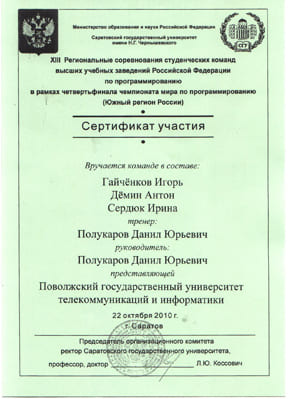 Министерство образования и науки Российской Федерации
Саратовский государственный университет
имени Н.Г. Чернышевского
СГУ
XIII Региональные соревнования студенческих команд
высших учебных заведений Российской Федерации
по программированию
в рамках четвертьфинала чемпионата мира по программированию
(Южный регион России)
Сертификат участия
Вручается команде в составе:
Гайчёнков Игорь
Дёмин Антон
Сердюк Ирина
тренер:
Полукаров Данил Юрьевич
руководитель:
Полукаров Данил Юрьевич
представляющей
Поволжский государственный университет
телекоммуникаций и информатики
22 октября 2010 г.
г.Саратов
Председатель организационного комитета
ректор Саратовского государственного университета,
профессор, доктор
Л.Ю. Коссович